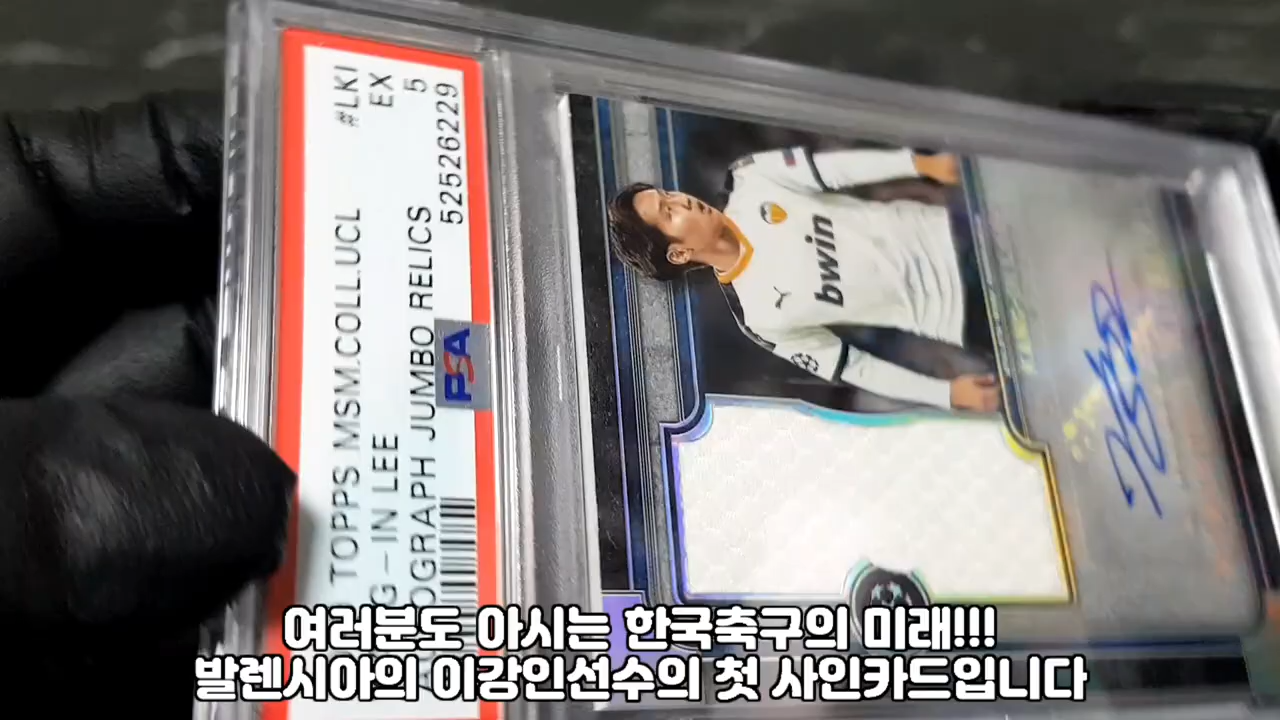 TOPPS MSM.COLL.UCL #LKI
G-IN LEE EX
OGRAPH JUMBO RELICS 5
52526229
PSA
bwin
여러분도 아시는 한국축구의 미래!!!
발렌시아의 이강인선수의 첫 사인카드입니다